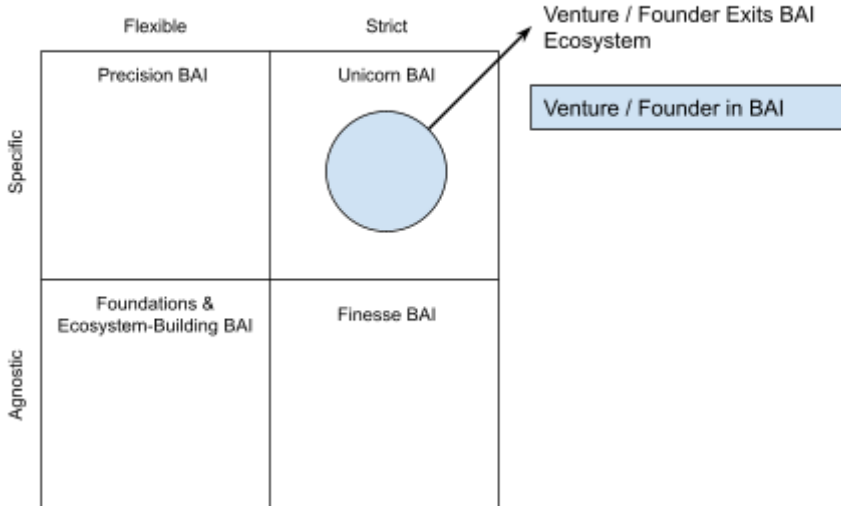 Flexible
Strict
Venture / Founder Exits BAI
Ecosystem
Precision BAI
Unicorn BAI
Venture / Founder in BAI
Specific
Foundations &
Ecosystem-Building BAI
Finesse BAI
Agnostic